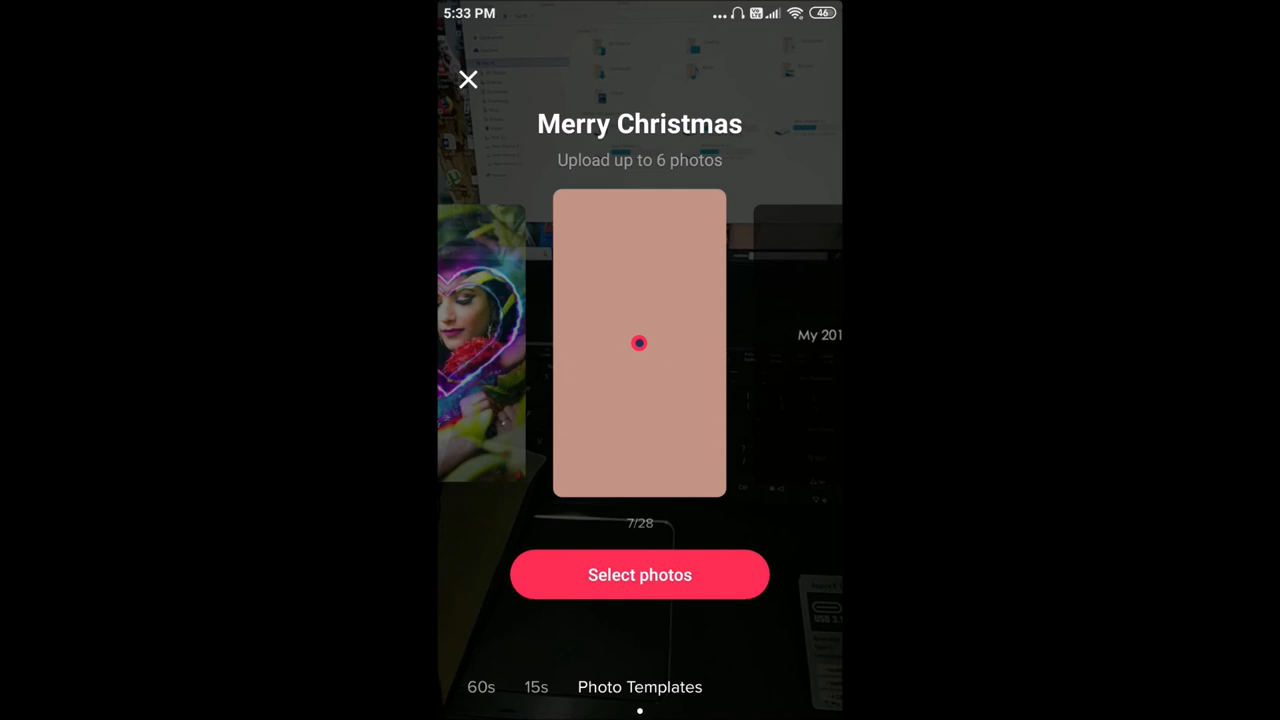 5:33 PM
46
Merry Christmas
Upload up to 6 photos
My 201
7/28
Select photos
60s 15s Photo Templates